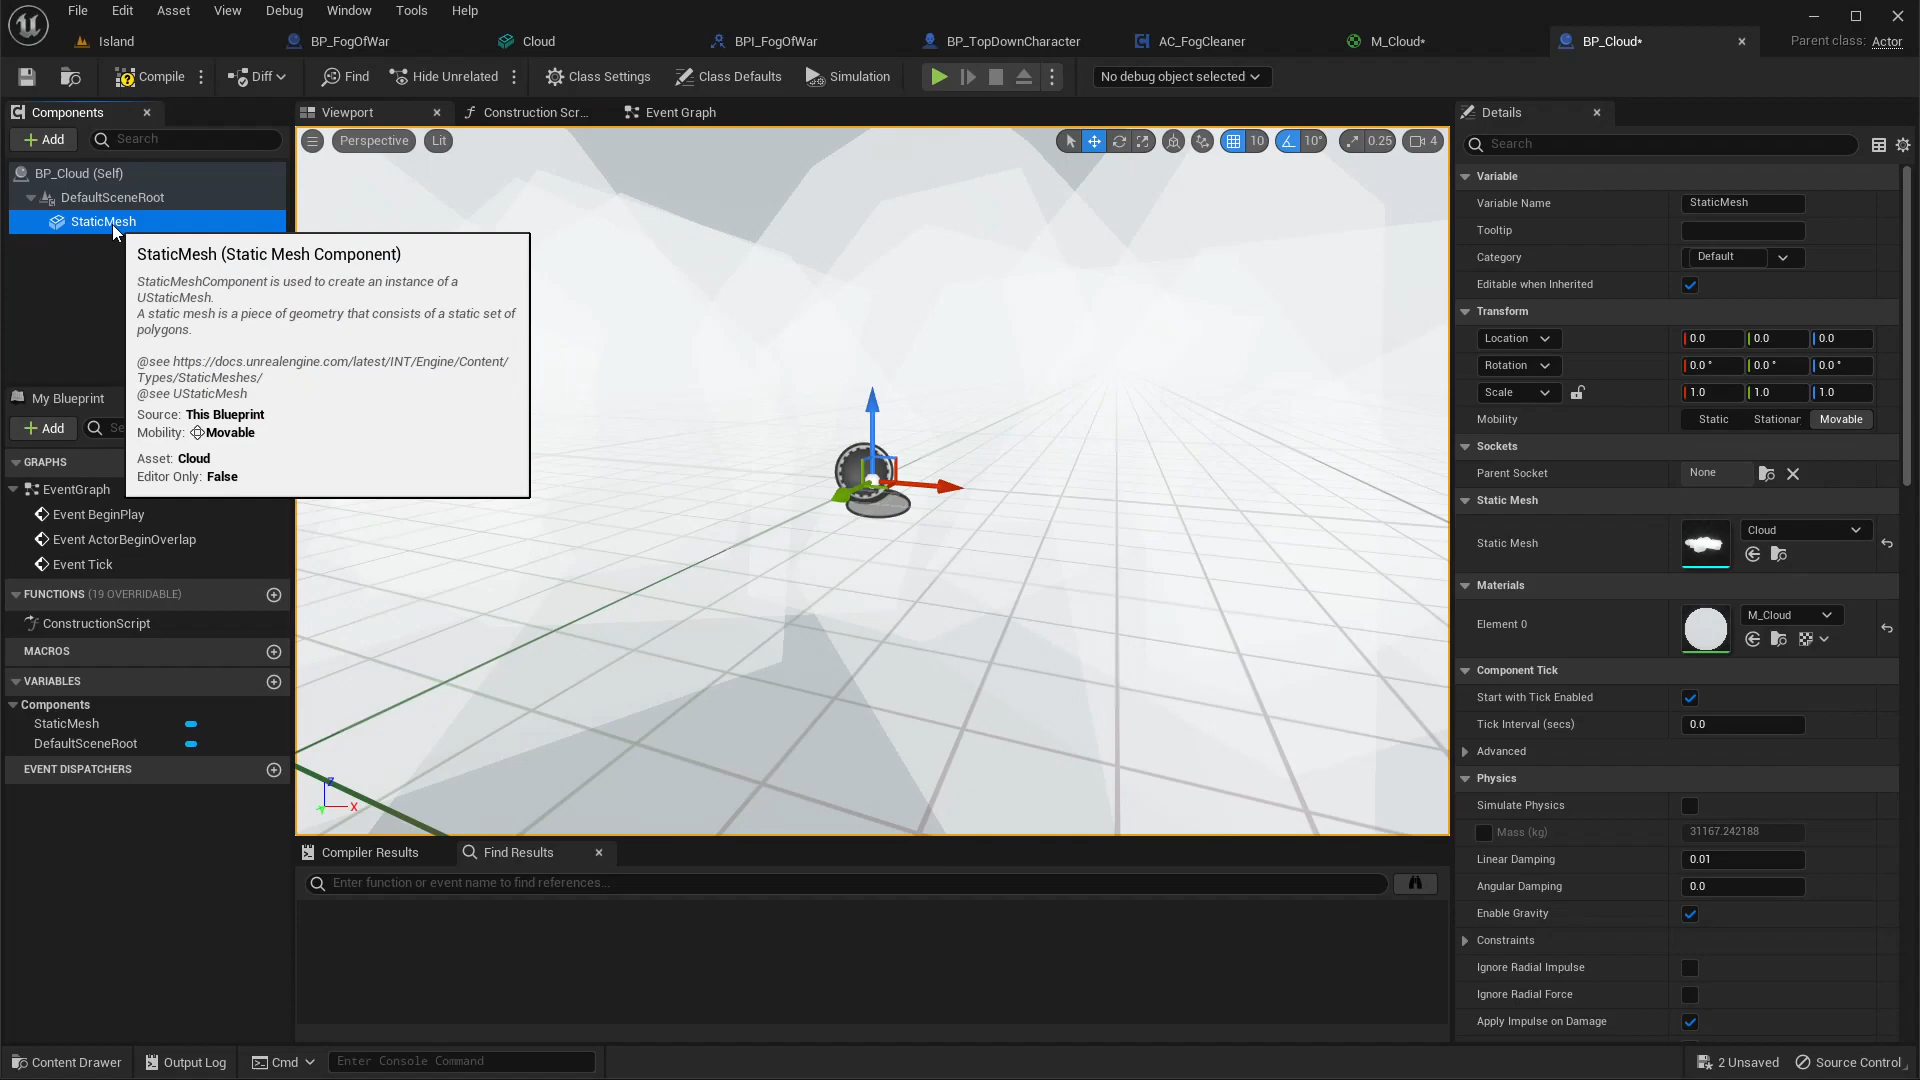 File Edit Asset View Debug Window Tools Help
Island BP_FogOfWar Cloud BPI_FogOfWar BP_TopDownCharacter AC_FogCleaner M_Cloud* BP_Cloud* Parent class: Actor
Compile Diff Find Hide Unrelated Class Settings Class Defaults Simulation No debug object selected
Components
Add Search
BP_Cloud (Self)
DefaultSceneRoot
StaticMesh
StaticMesh (Static Mesh Component)
StaticMeshComponent is used to create an instance of a
UStaticMesh.
A static mesh is a piece of geometry that consists of a static set of
polygons.
@see https://docs.unrealengine.com/latest/INT/Engine/Content/
Types/StaticMeshes/
@see UStaticMesh
Source: This Blueprint
Mobility: Movable
Asset: Cloud
Editor Only: False
My Blueprint
Add Se
GRAPHS
EventGraph
Event BeginPlay
Event ActorBeginOverlap
Event Tick
FUNCTIONS (19 OVERRIDABLE)
ConstructionScript
MACROS
VARIABLES
Components
StaticMesh
DefaultSceneRoot
EVENT DISPATCHERS
Viewport Construction Scr... Event Graph
Perspective Lit 10 10° 0.25 4
Z
X
Compiler Results Find Results
Enter function or event name to find references...
Details
Search
Variable
Variable Name StaticMesh
Tooltip
Category Default
Editable when Inherited
Transform
Location 0.0 0.0 0.0
Rotation 0.0 ° 0.0 ° 0.0 °
Scale 1.0 1.0 1.0
Mobility Static Stationar Movable
Sockets
Parent Socket None
Static Mesh
Static Mesh Cloud
Materials
Element 0 M_Cloud
Component Tick
Start with Tick Enabled
Tick Interval (secs) 0.0
Advanced
Physics
Simulate Physics
Mass (kg) 31167.242188
Linear Damping 0.01
Angular Damping 0.0
Enable Gravity
Constraints
Ignore Radial Impulse
Ignore Radial Force
Apply Impulse on Damage
Content Drawer Output Log Cmd Enter Console Command 2 Unsaved Source Control